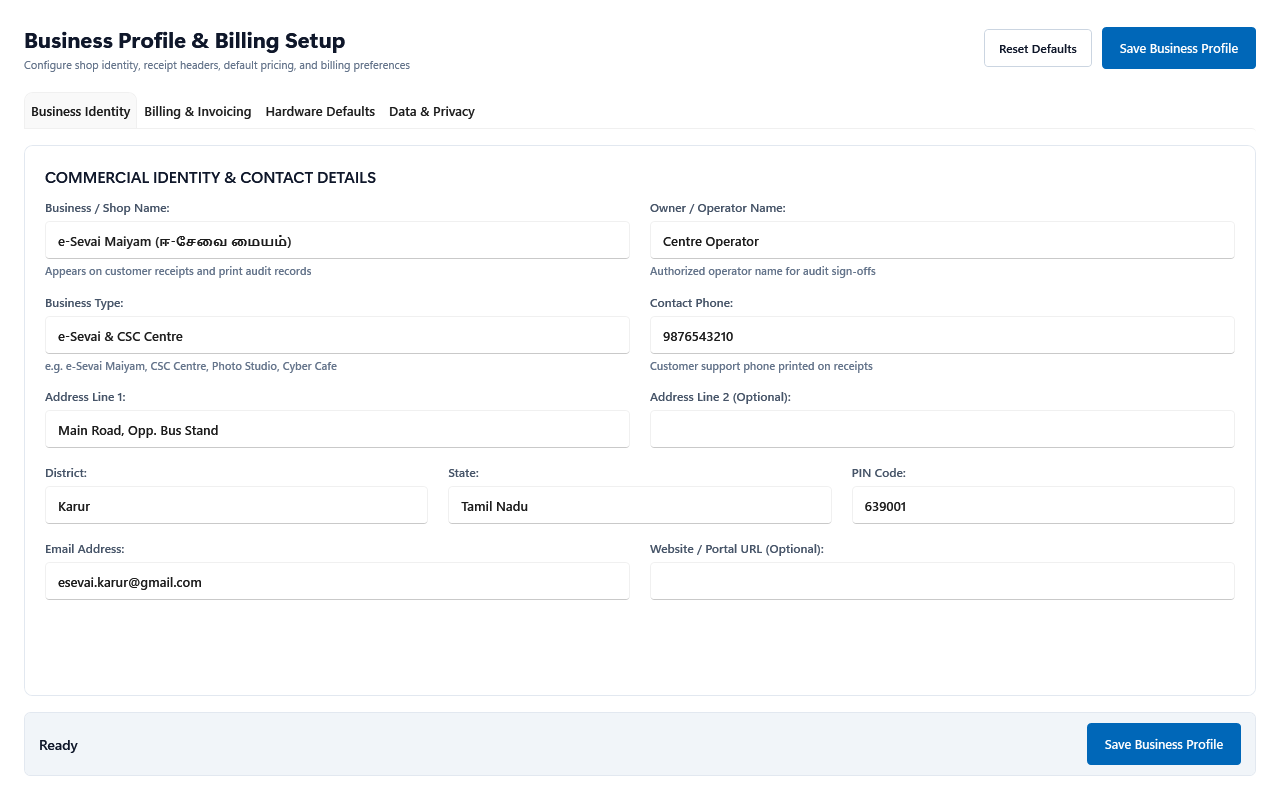 Business Profile & Billing Setup
Configure shop identity, receipt headers, default pricing, and billing preferences
Reset Defaults
Save Business Profile
Business Identity
Billing & Invoicing
Hardware Defaults
Data & Privacy
COMMERCIAL IDENTITY & CONTACT DETAILS
Business / Shop Name:
Owner / Operator Name:
e-Sevai Maiyam (ஈ-சேவை மையம்)
Centre Operator
Appears on customer receipts and print audit records
Authorized operator name for audit sign-offs
Business Type:
Contact Phone:
e-Sevai & CSC Centre
9876543210
e.g. e-Sevai Maiyam, CSC Centre, Photo Studio, Cyber Cafe
Customer support phone printed on receipts
Address Line 1:
Address Line 2 (Optional):
Main Road, Opp. Bus Stand
District:
State:
PIN Code:
Karur
Tamil Nadu
639001
Email Address:
Website / Portal URL (Optional):
esevai.karur@gmail.com
Ready
Save Business Profile